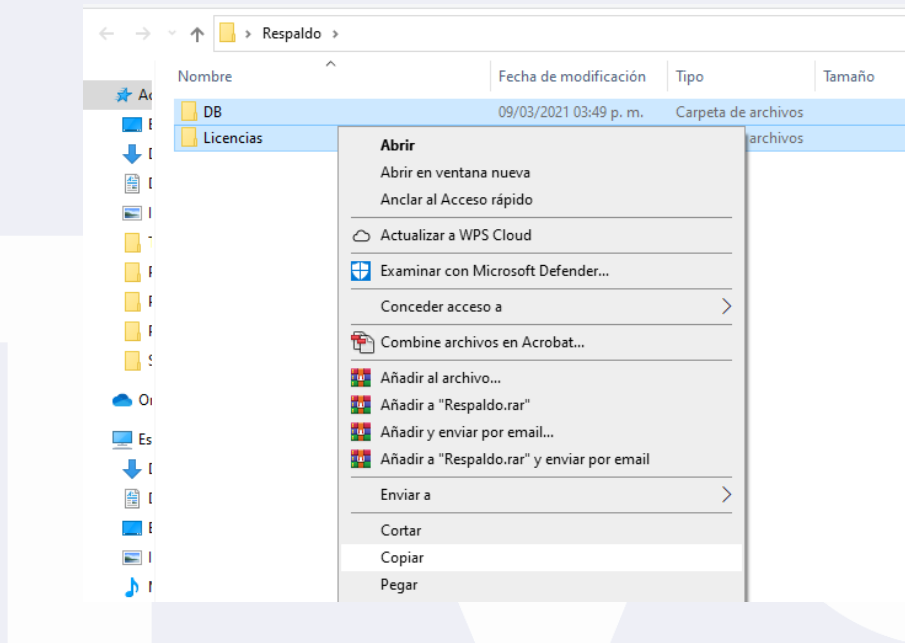 Respaldo
Nombre
Fecha de modificación
Tipo
Tamaño
DB
09/03/2021 03:49 p. m.
Carpeta de archivos
Licencias
archivos
Abrir
Abrir en ventana nueva
Anclar al Acceso rápido
Actualizar a WPS Cloud
Examinar con Microsoft Defender...
Conceder acceso a
Combine archivos en Acrobat...
Añadir al archivo...
Añadir a "Respaldo.rar"
Añadir y enviar por email...
Añadir a "Respaldo.rar" y enviar por email
Enviar a
Cortar
Copiar
Pegar